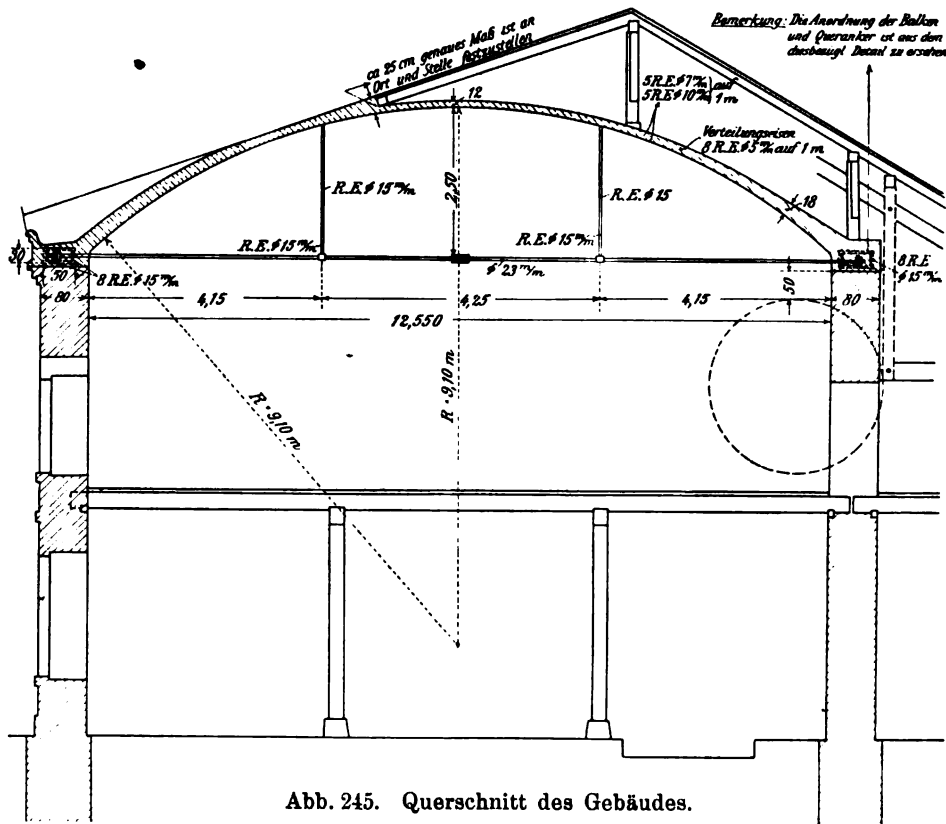 Bemerkung: Die Anordnung der Balken
und Queranker ist aus dem
diesbezügl. Detail zu ersehen
ca 25 cm genaues Maß ist an
Ort und Stelle festzustellen
12
5 R.E. ϕ 7 m/m } auf
5 R.E. ϕ 10 m/m } 1 m
Verteilungseisen
8 R.E. ϕ 5 m/m auf 1 m
R.E. ϕ 15 m/m
2,50
R.E. ϕ 15
18
R.E. ϕ 15 m/m
R.E. ϕ 15 m/m
30
50
8 R.E. ϕ 15 m/m
ϕ 23 m/m
8 R.E
ϕ 15 m/m
80
4,15
4,25
4,15
50
80
12,550
R = 9,10 m
R = 9,10 m
Abb. 245. Querschnitt des Gebäudes.